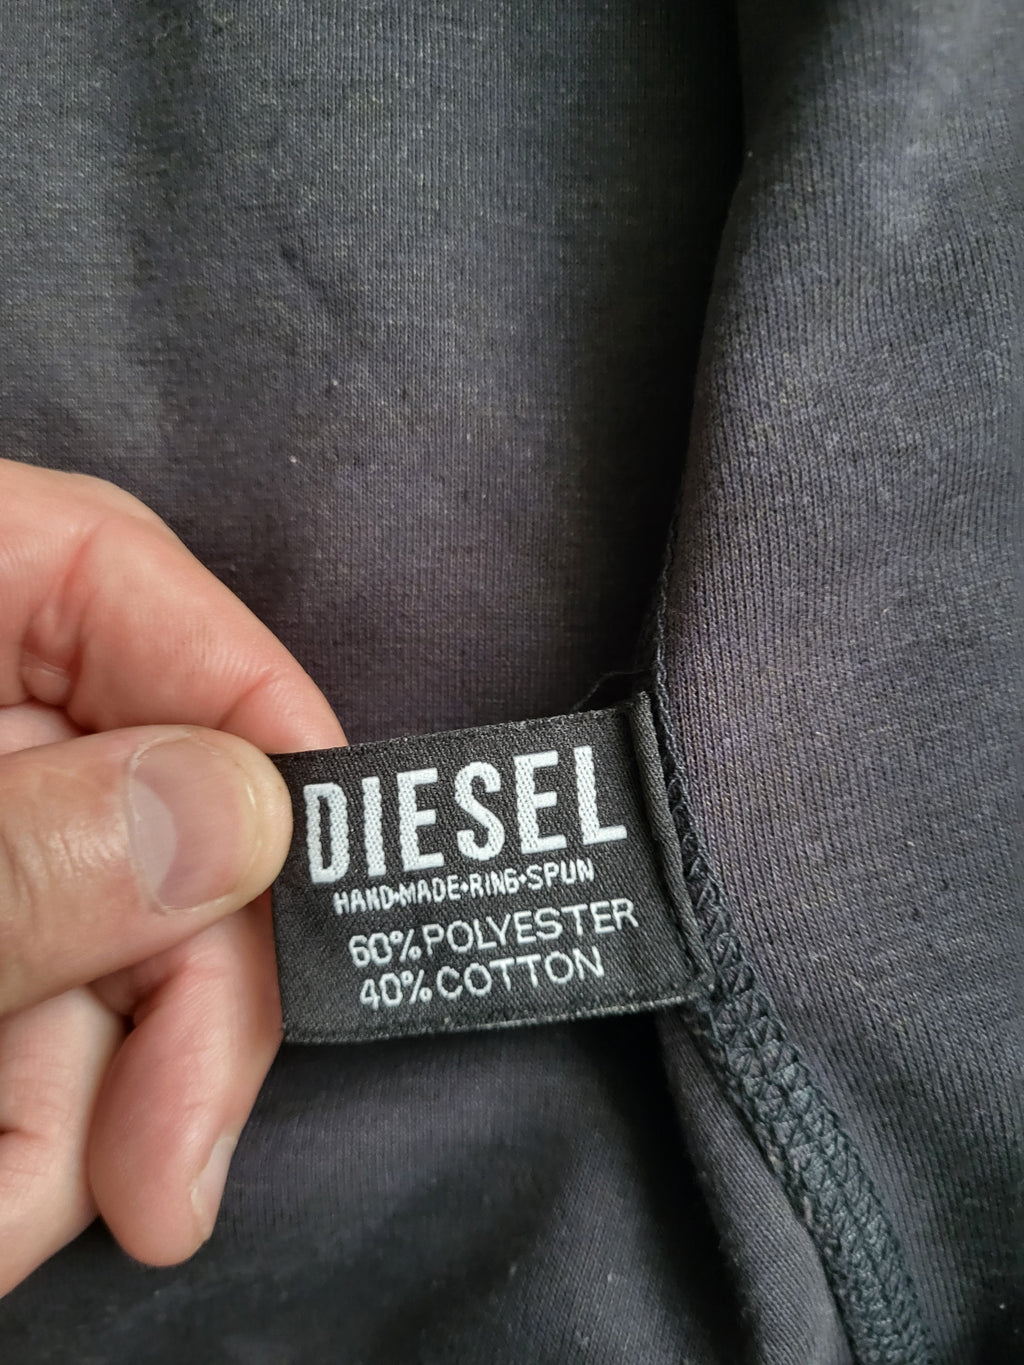 DIESEL
HAND•MADE•RING•SPUN
60%POLYESTER
40%COTTON